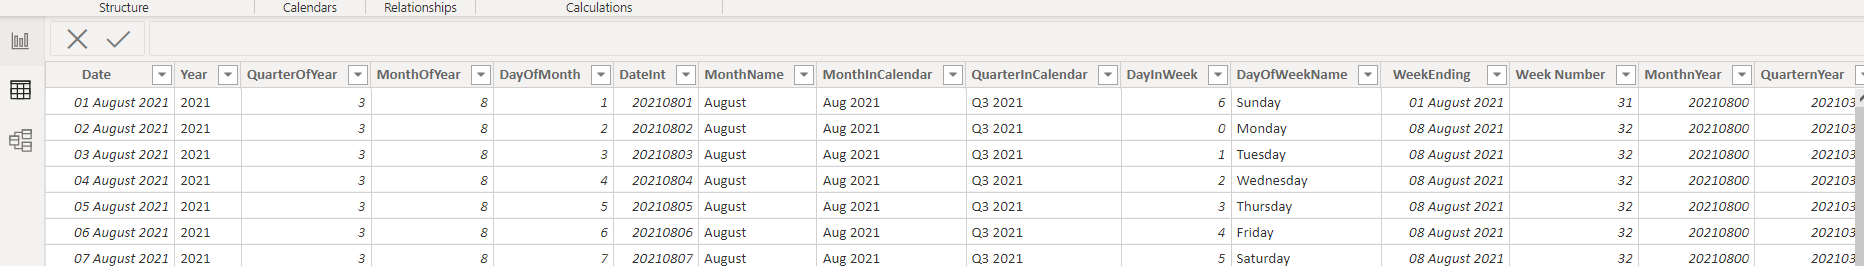 Structure Calendars Relationships Calculations
Date Year QuarterOfYear MonthOfYear DayOfMonth DateInt MonthName MonthInCalendar QuarterInCalendar DayInWeek DayOfWeekName WeekEnding Week Number MonthnYear QuarternYear
01 August 2021 2021 3 8 1 20210801 August Aug 2021 Q3 2021 6 Sunday 01 August 2021 31 20210800 202103
02 August 2021 2021 3 8 2 20210802 August Aug 2021 Q3 2021 0 Monday 08 August 2021 32 20210800 202103
03 August 2021 2021 3 8 3 20210803 August Aug 2021 Q3 2021 1 Tuesday 08 August 2021 32 20210800 202103
04 August 2021 2021 3 8 4 20210804 August Aug 2021 Q3 2021 2 Wednesday 08 August 2021 32 20210800 202103
05 August 2021 2021 3 8 5 20210805 August Aug 2021 Q3 2021 3 Thursday 08 August 2021 32 20210800 202103
06 August 2021 2021 3 8 6 20210806 August Aug 2021 Q3 2021 4 Friday 08 August 2021 32 20210800 202103
07 August 2021 2021 3 8 7 20210807 August Aug 2021 Q3 2021 5 Saturday 08 August 2021 32 20210800 202103